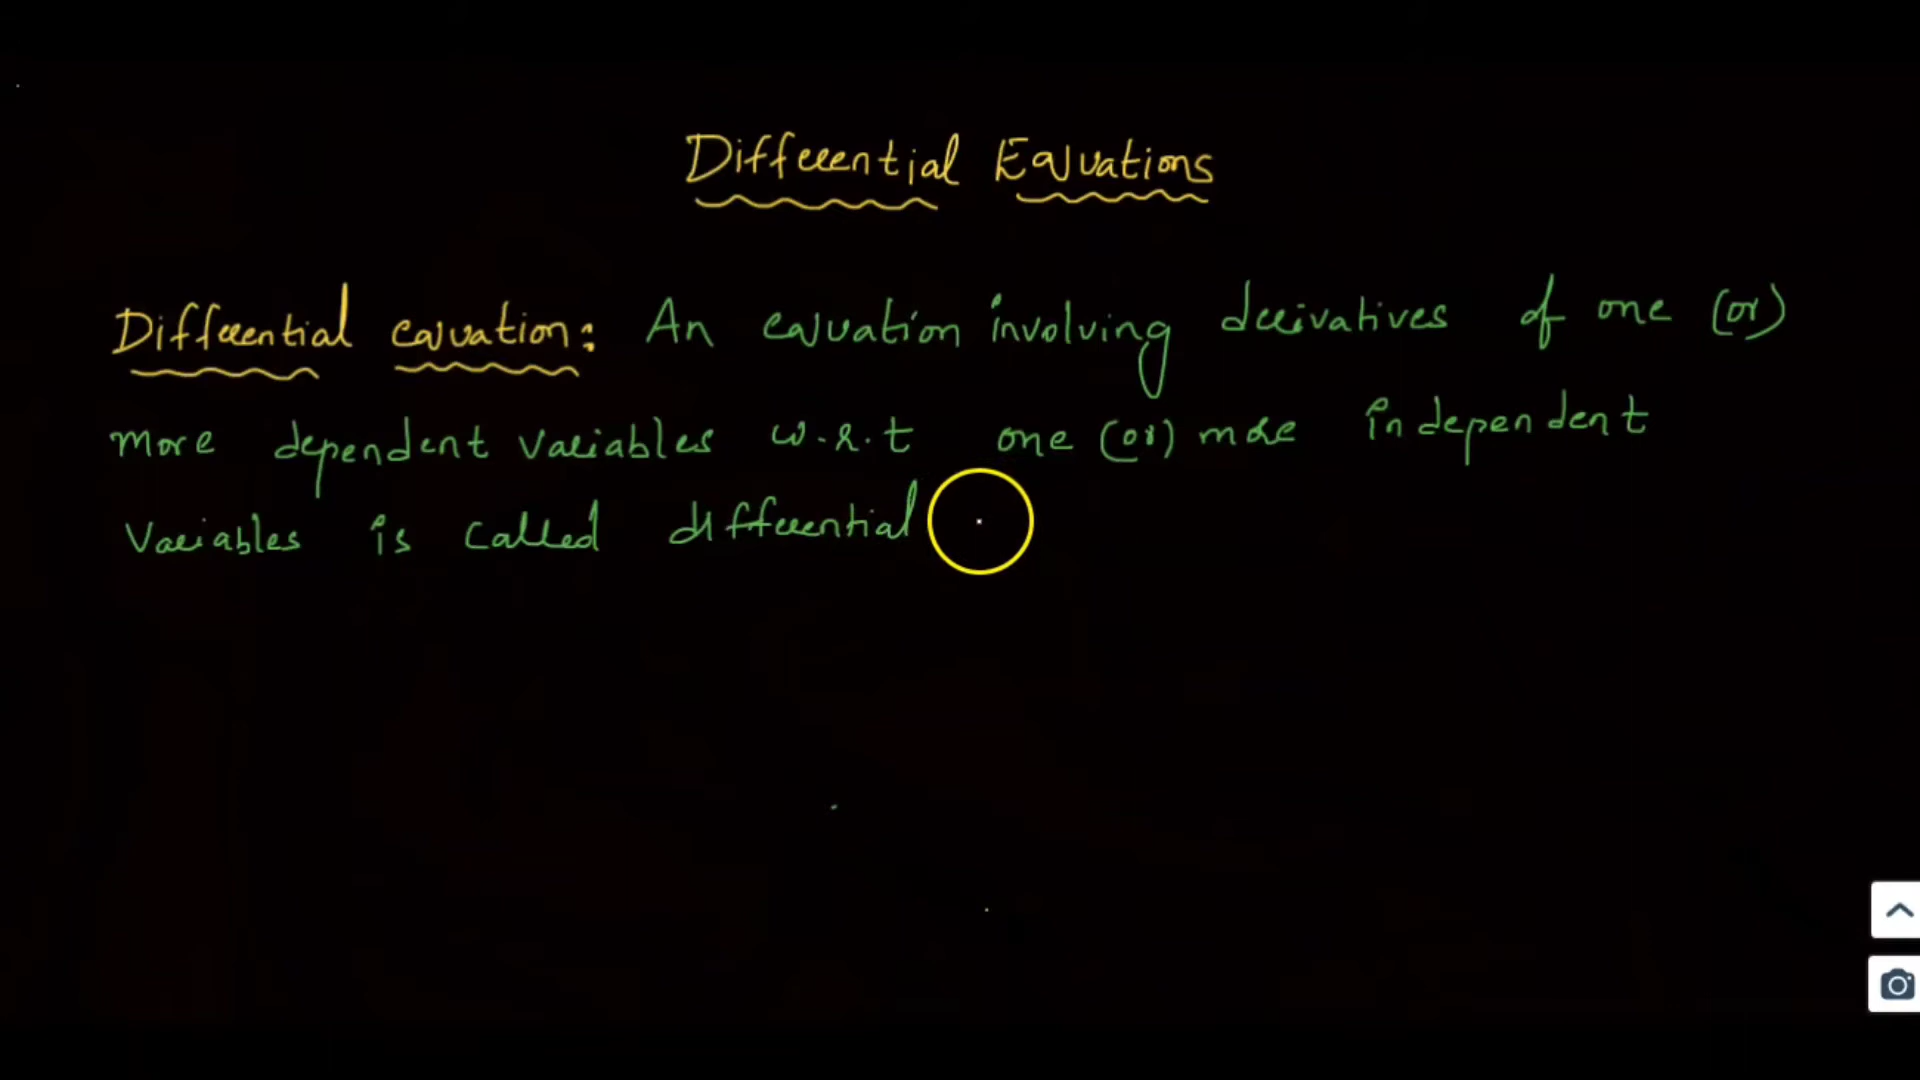 Differential Equations
Differential equation: An equation involving derivatives of one (or)
more dependent variables w.r.t one (or) more independent
variables is called differential